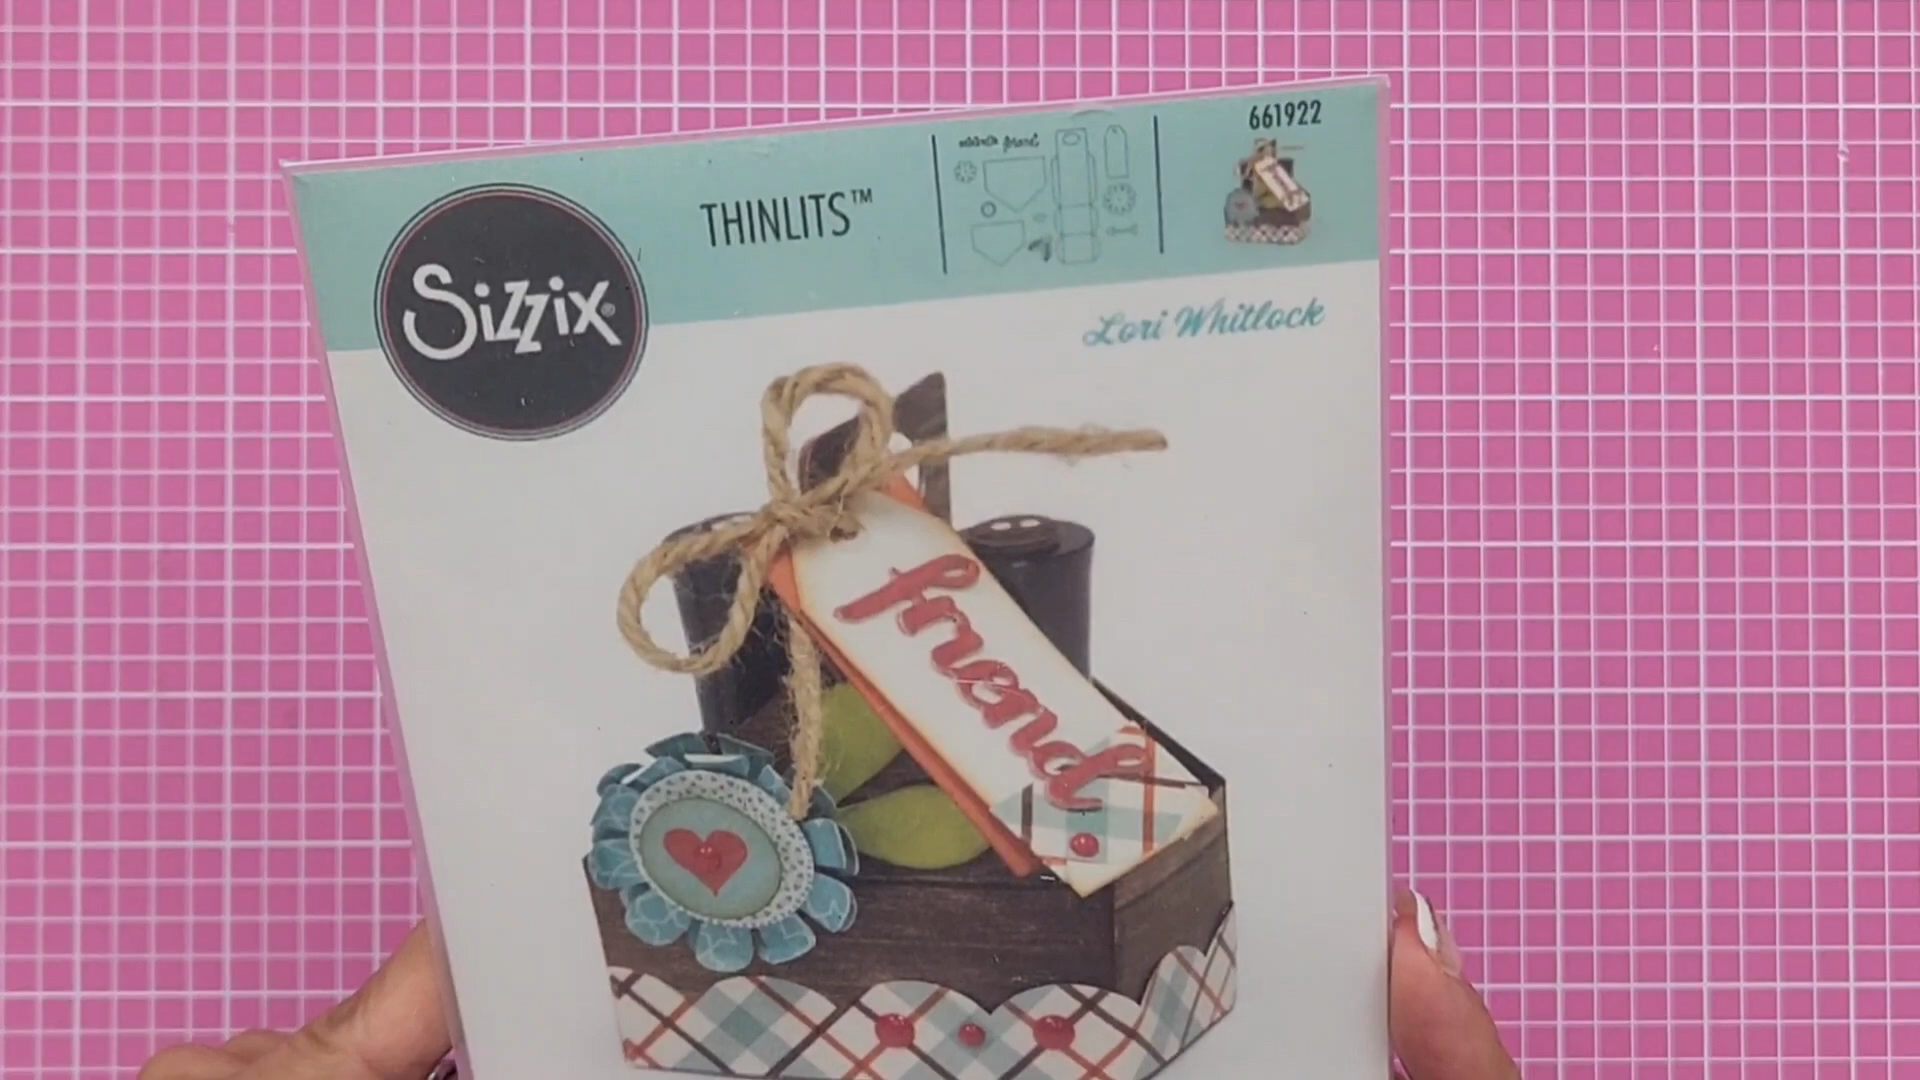 661922
THINLITS™
Sizzix®
Lori Whitlock
friend